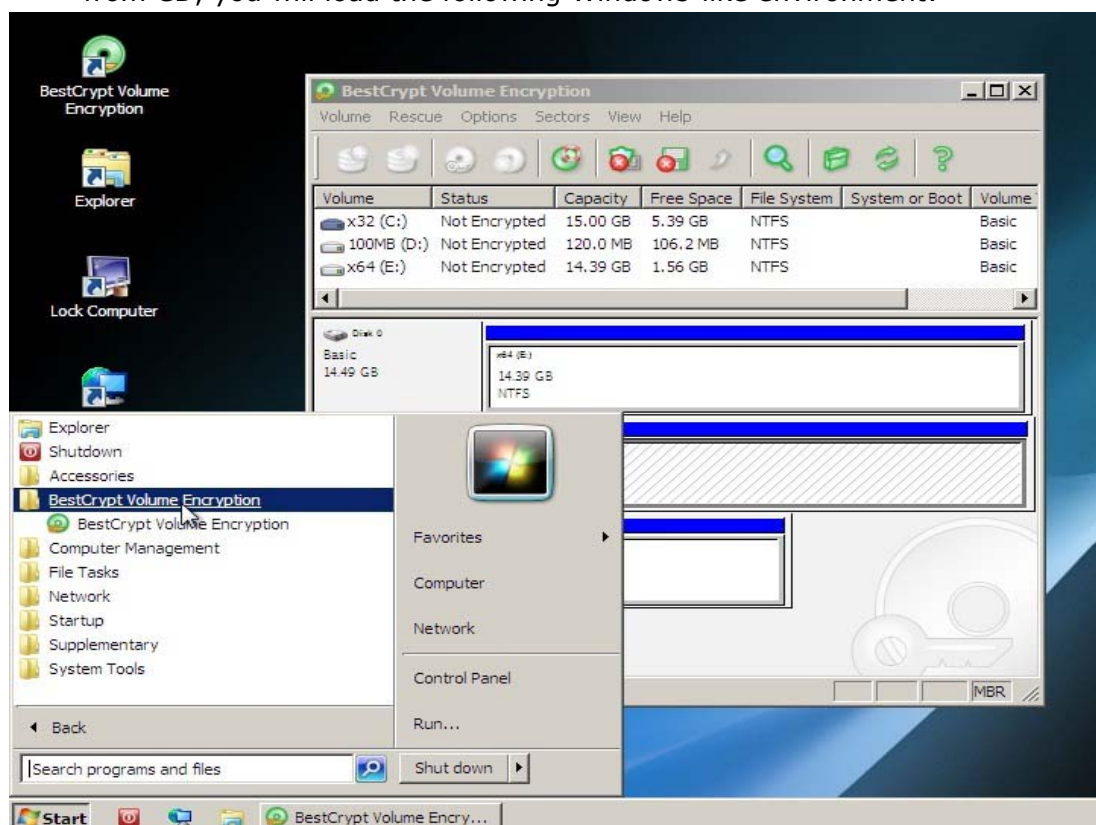 from CD, you will load the following Windows-like environment:
BestCrypt Volume
Encryption
Explorer
Lock Computer
BestCrypt Volume Encryption
Volume Rescue Options Sectors View Help
Volume Status Capacity Free Space File System System or Boot Volume
x32 (C:) Not Encrypted 15.00 GB 5.39 GB NTFS Basic
100MB (D:) Not Encrypted 120.0 MB 106.2 MB NTFS Basic
x64 (E:) Not Encrypted 14.39 GB 1.56 GB NTFS Basic
Disk 0
Basic
14.49 GB
x64 (E:)
14.39 GB
NTFS
Explorer
Shutdown
Accessories
BestCrypt Volume Encryption
BestCrypt Volume Encryption
Computer Management
File Tasks
Network
Startup
Supplementary
System Tools
Back
Search programs and files
Favorites
Computer
Network
Control Panel
Run...
Shut down
MBR
Start
BestCrypt Volume Encry...